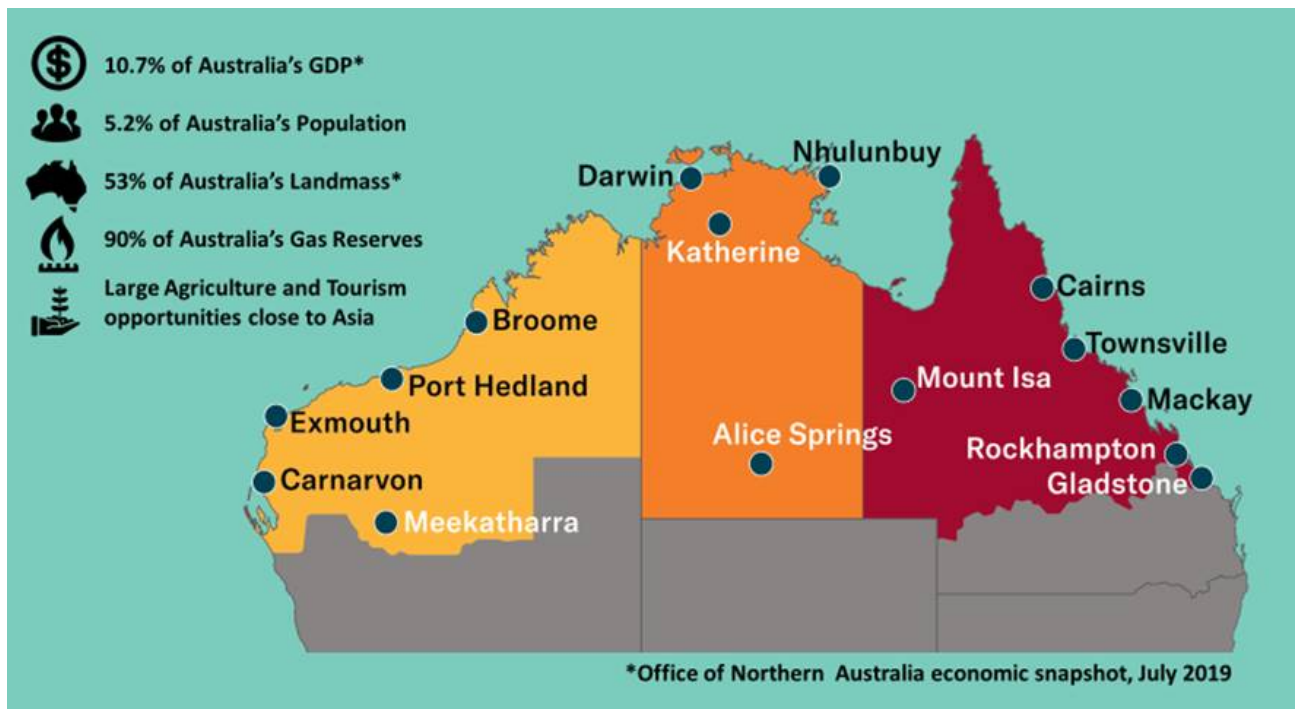 10.7% of Australia's GDP*
5.2% of Australia's Population
53% of Australia's Landmass*
90% of Australia's Gas Reserves
Large Agriculture and Tourism
opportunities close to Asia
Nhulunbuy
Darwin
Katherine
Cairns
Broome
Townsville
Port Hedland
Mount Isa
Mackay
Exmouth
Alice Springs
Rockhampton
Carnarvon
Gladstone
Meekatharra
*Office of Northern Australia economic snapshot, July 2019